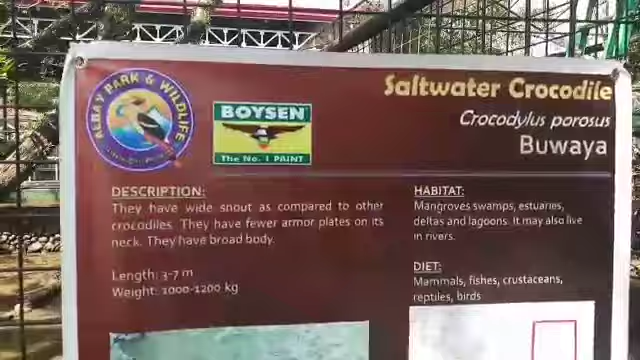 ALBAY PARK & WILDLIFE
BOYSEN
The No. 1 PAINT
Saltwater Crocodile
Crocodylus porosus
Buwaya
DESCRIPTION:
They have wide snout as compared to other
crocodiles. They have fewer armor plates on its
neck. They have broad body.
Length: 3-7 m
Weight: 1000-1200 kg
HABITAT:
Mangroves swamps, estuaries,
deltas and lagoons. It may also live
in rivers.
DIET:
Mammals, fishes, crustaceans,
reptiles, birds